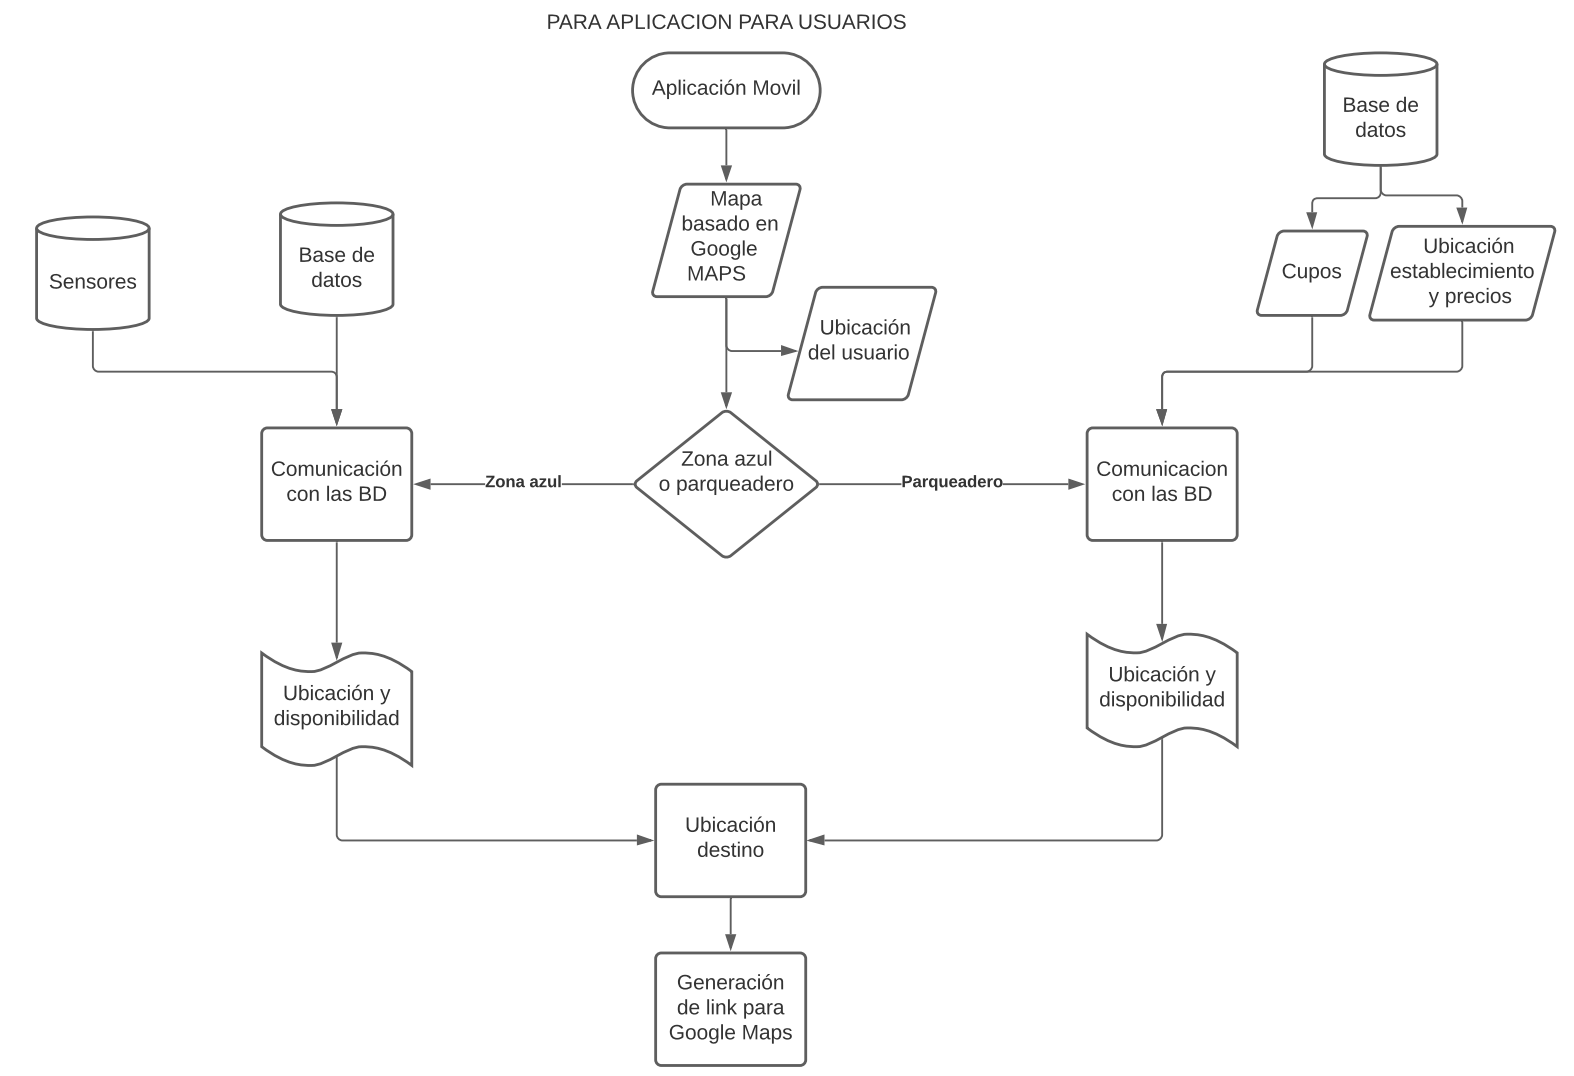 PARA APLICACION PARA USUARIOS
Aplicación Movil
Base de
datos
Mapa
basado en
Google
MAPS
Sensores
Base de
datos
Cupos
Ubicación
establecimiento
y precios
Ubicación
del usuario
Comunicación
con las BD
Zona azul
Zona azul
o parqueadero
Parqueadero
Comunicacion
con las BD
Ubicación y
disponibilidad
Ubicación y
disponibilidad
Ubicación
destino
Generación
de link para
Google Maps